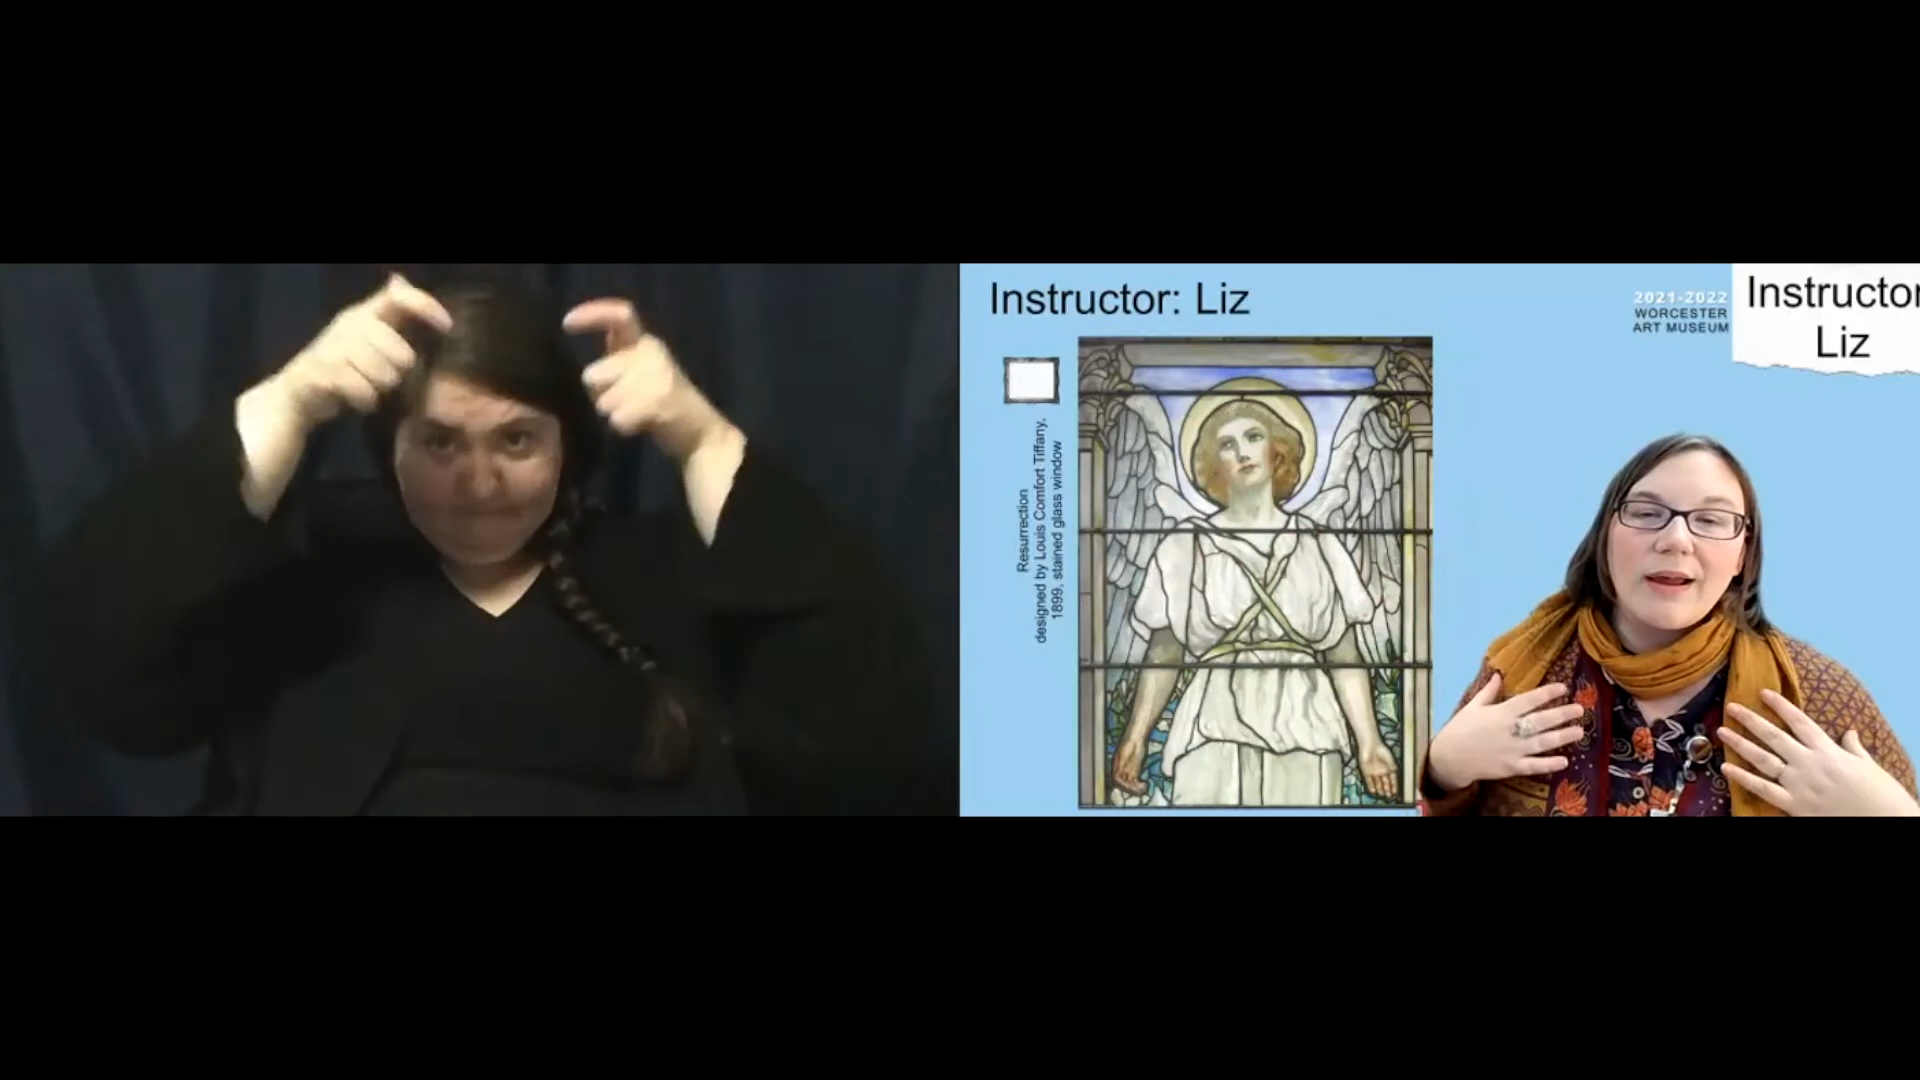 Instructor: Liz
2021-2022
WORCESTER
ART MUSEUM
Instructor
Liz
Resurrection
designed by Louis Comfort Tiffany,
1899, stained glass window